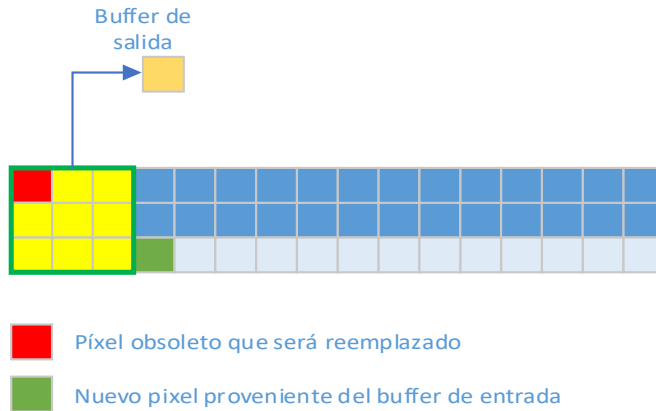 Buffer de
salida
Píxel obsoleto que será reemplazado
Nuevo pixel proveniente del buffer de entrada